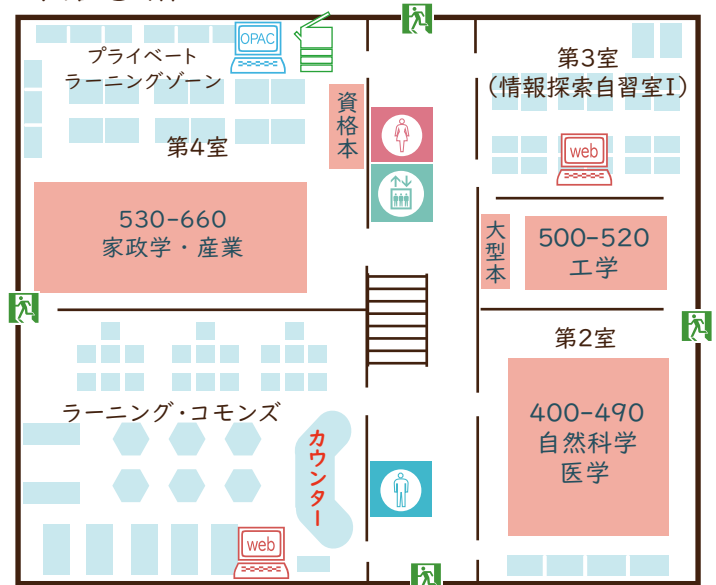 OPAC
プライベート
ラーニングゾーン
第4室
資格本
530-660
家政学・産業
第3室
(情報探索自習室I)
web
大型本
500-520
工学
第2室
400-490
自然科学
医学
ラーニング・コモンズ
カウンター
web